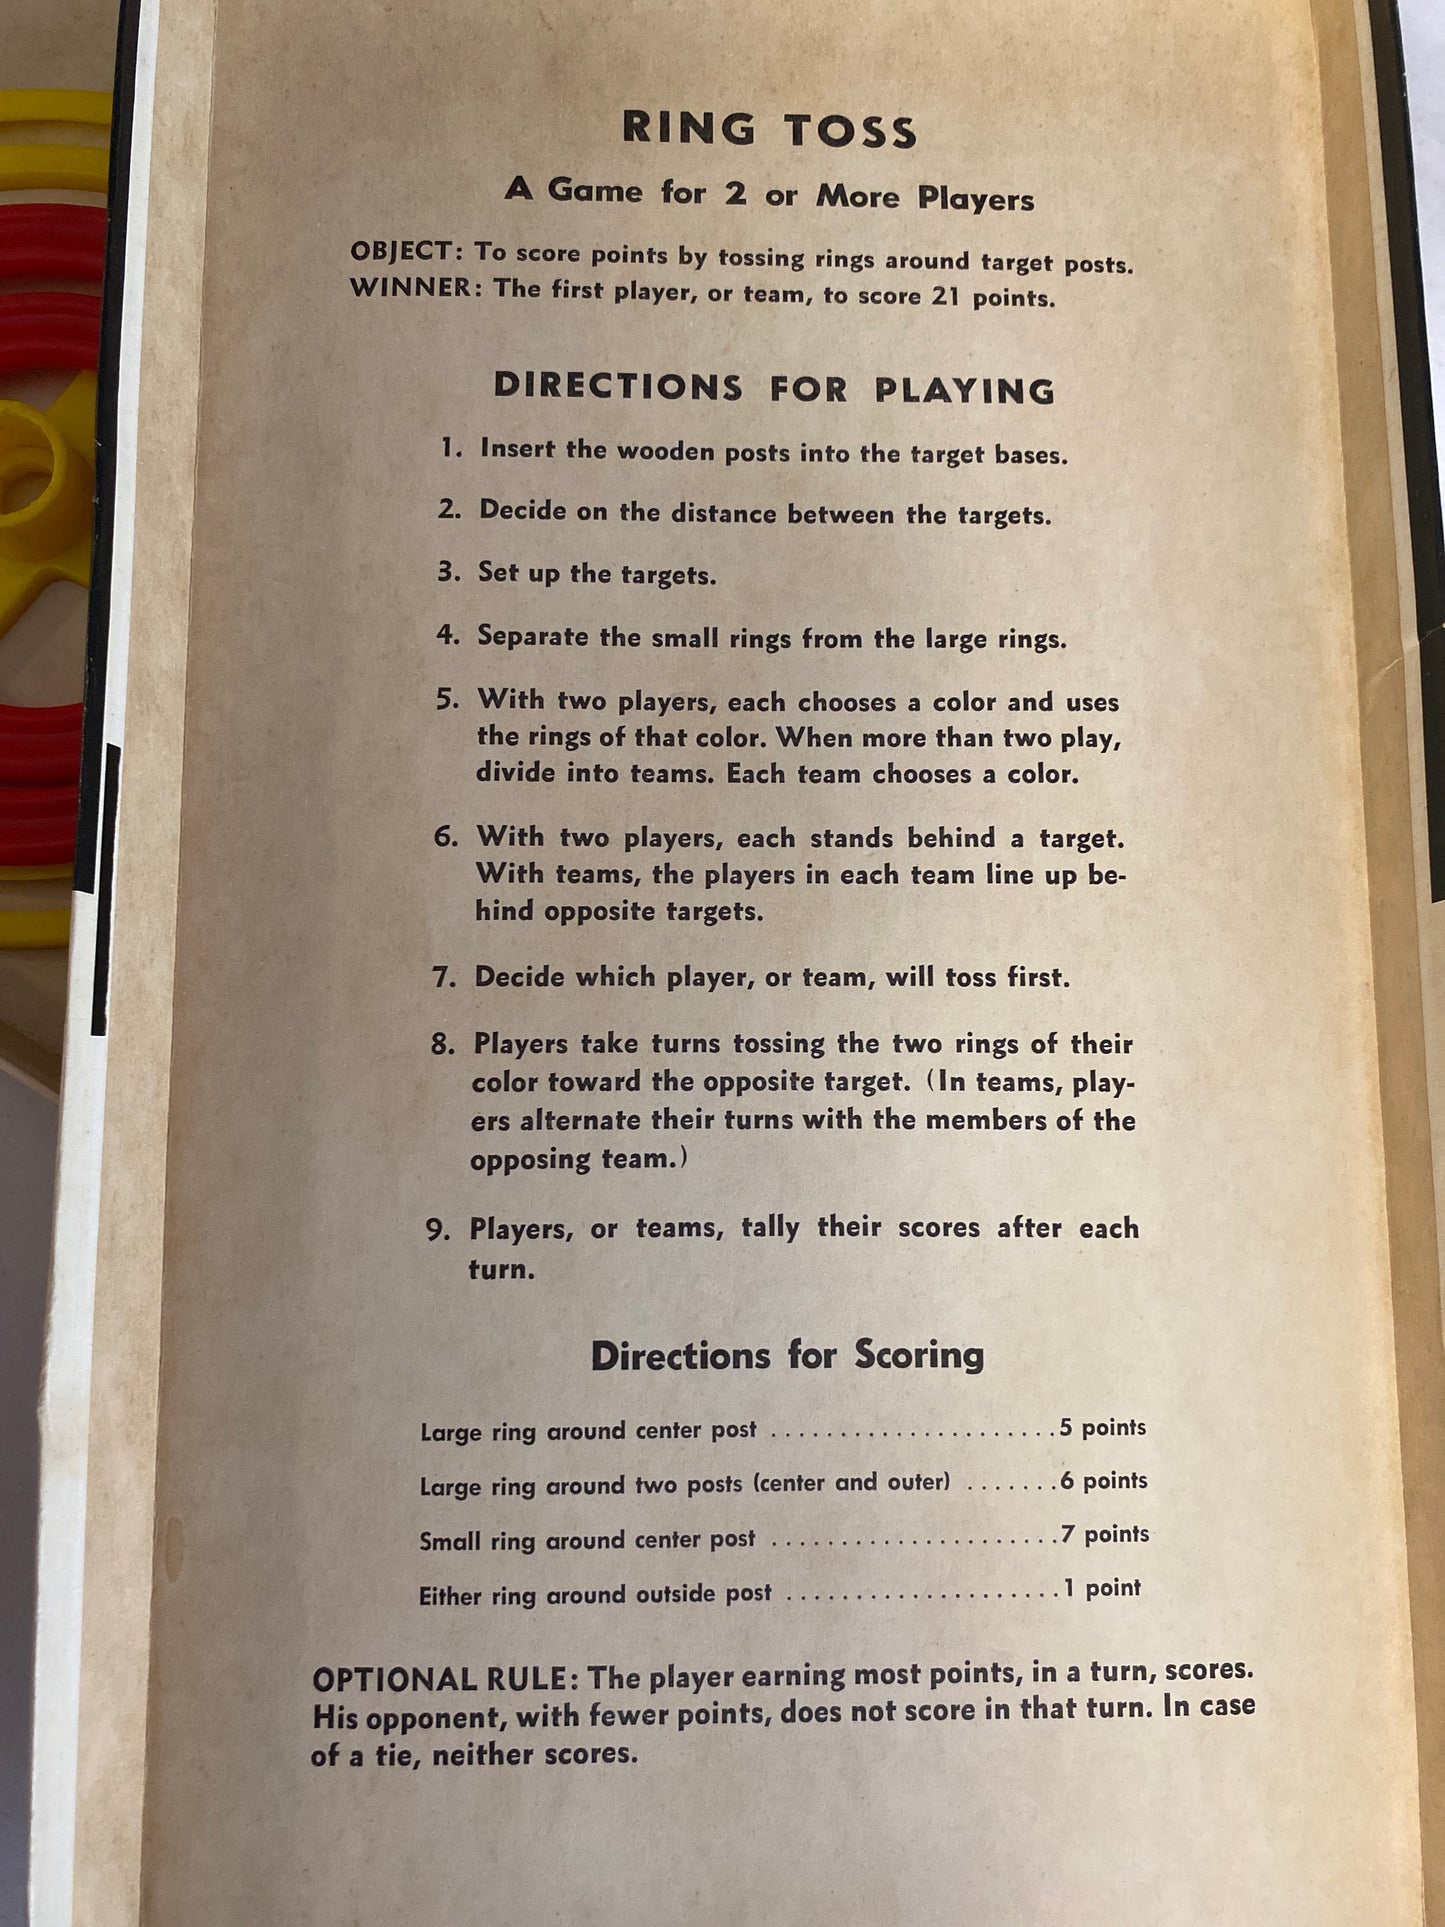 RING TOSS
A Game for 2 or More Players
OBJECT: To score points by tossing rings around target posts.
WINNER: The first player, or team, to score 21 points.
DIRECTIONS FOR PLAYING
1. Insert the wooden posts into the target bases.
2. Decide on the distance between the targets.
3. Set up the targets.
4. Separate the small rings from the large rings.
5. With two players, each chooses a color and uses
the rings of that color. When more than two play,
divide into teams. Each team chooses a color.
6. With two players, each stands behind a target.
With teams, the players in each team line up be-
hind opposite targets.
7. Decide which player, or team, will toss first.
8. Players take turns tossing the two rings of their
color toward the opposite target. (In teams, play-
ers alternate their turns with the members of the
opposing team.)
9. Players, or teams, tally their scores after each
turn.
Directions for Scoring
Large ring around center post .....................5 points
Large ring around two posts (center and outer) .......6 points
Small ring around center post .....................7 points
Either ring around outside post ....................1 point
OPTIONAL RULE: The player earning most points, in a turn, scores.
His opponent, with fewer points, does not score in that turn. In case
of a tie, neither scores.